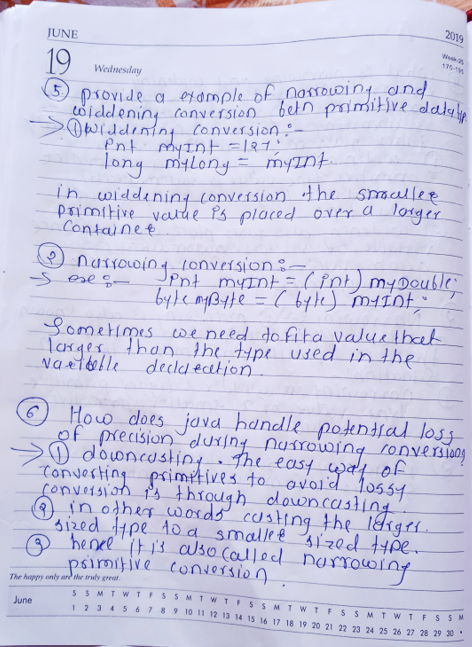 JUNE 2019
19 Wednesday Week-25
170-195
⑤ provide a example of narrowing and
widdening conversion betn primitive datatype
→ ① widdening conversion :-
int myInt = 127;
long myLong = myInt
in widdening conversion the smaller
primitive value is placed over a larger
container
② narrowing conversion :-
→ exe :- int myInt = (int) myDouble;
byte myByte = (byte) myInt;
Sometimes we need to fit a value that
larger than the type used in the
varibelle declaration.
⑥ How does java handle potential loss
of precision during narrowing conversions
→ ① downcasting. The easy way of
converting primetives to avoid lossy
conversion is through downcasting.
② in other words casting the larger.
sized type to a smaller sized type.
③ hence it is also called narrowing
primitive conversion.
The happy only are the truly great.
S S M T W T F S S M T W T F S S M T W T F S S M T W T F S S M
June 1 2 3 4 5 6 7 8 9 10 11 12 13 14 15 16 17 18 19 20 21 22 23 24 25 26 27 28 29 30 •